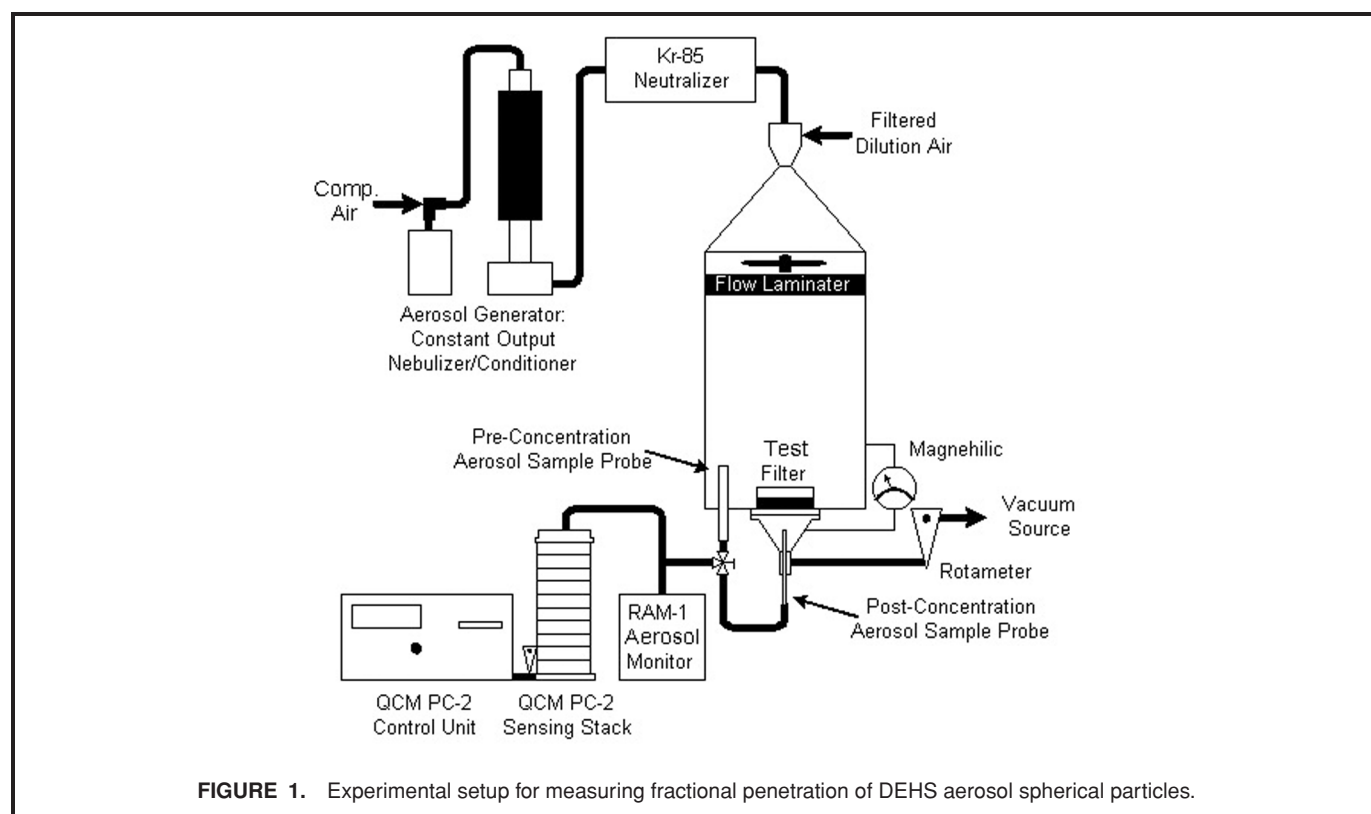 Kr-85
Neutralizer
Filtered
Dilution Air
Comp.
Air
Flow Laminater
Aerosol Generator:
Constant Output
Nebulizer/Conditioner
Pre-Concentration
Aerosol Sample Probe
Test
Filter
Magnehilic
Vacuum
Source
Rotameter
RAM-1
Aerosol
Monitor
Post-Concentration
Aerosol Sample Probe
QCM PC-2
Control Unit
QCM PC-2
Sensing Stack
FIGURE 1. Experimental setup for measuring fractional penetration of DEHS aerosol spherical particles.